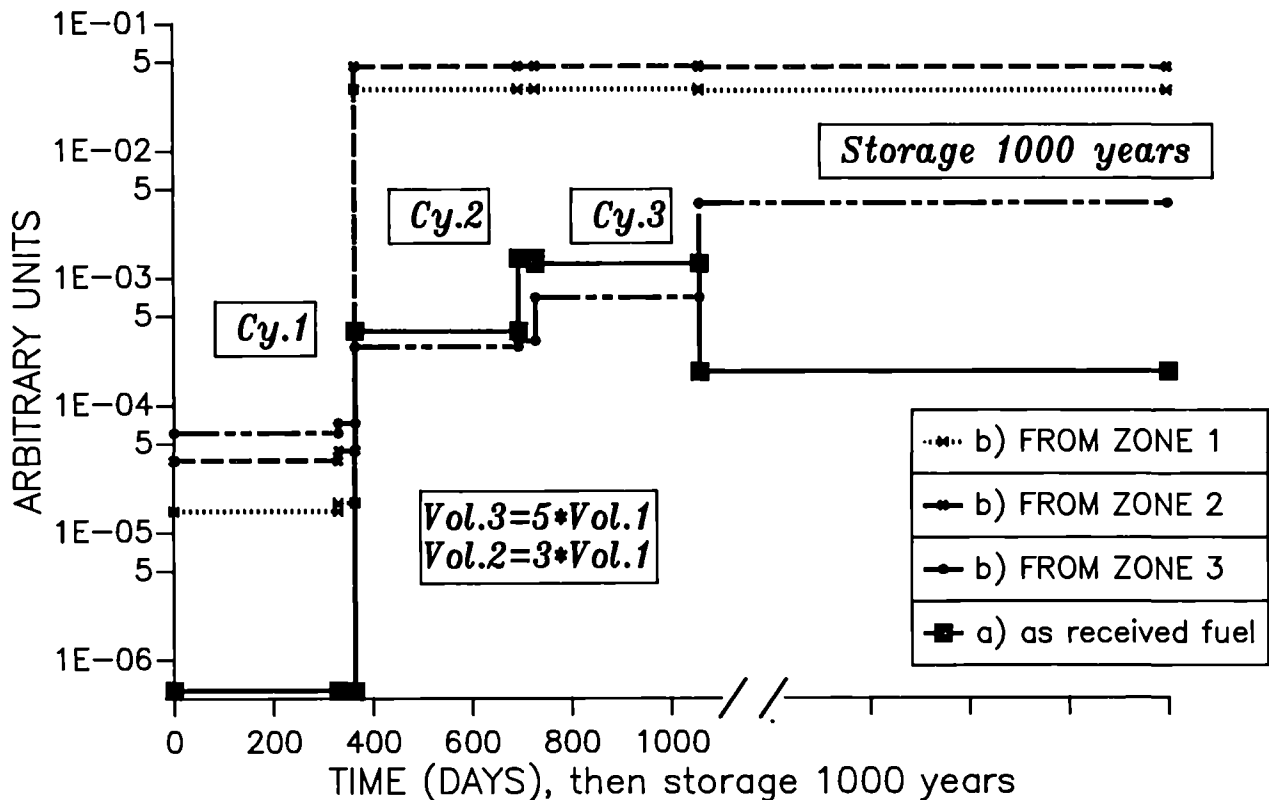 1E−01
5
1E−02
5
1E−03
5
1E−04
5
1E−05
5
1E−06
ARBITRARY UNITS
Storage 1000 years
Cy.2
Cy.3
Cy.1
Vol.3=5*Vol.1
Vol.2=3*Vol.1
b) FROM ZONE 1
b) FROM ZONE 2
b) FROM ZONE 3
a) as received fuel
0 200 400 600 800 1000
TIME (DAYS), then storage 1000 years